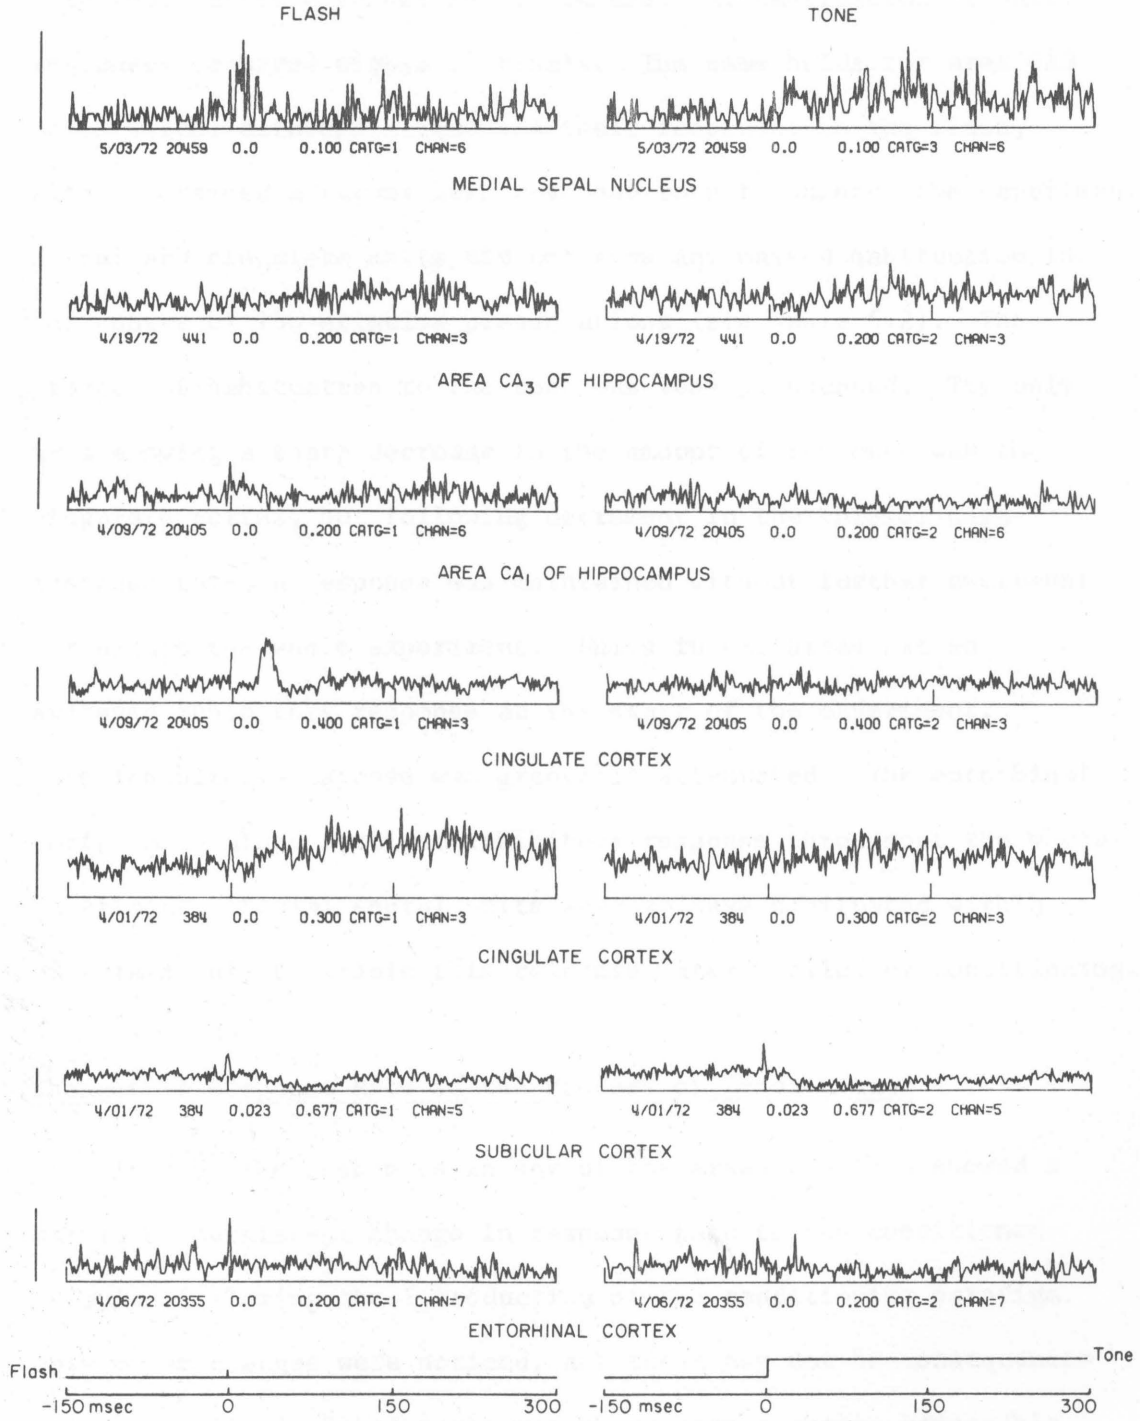 FLASH TONE
5/03/72 20459 0.0 0.100 CATG=1 CHAN=6 5/03/72 20459 0.0 0.100 CATG=3 CHAN=6
MEDIAL SEPAL NUCLEUS
4/19/72 441 0.0 0.200 CATG=1 CHAN=3 4/19/72 441 0.0 0.200 CATG=2 CHAN=3
AREA CA3 OF HIPPOCAMPUS
4/09/72 20405 0.0 0.200 CATG=1 CHAN=6 4/09/72 20405 0.0 0.200 CATG=2 CHAN=6
AREA CA1 OF HIPPOCAMPUS
4/09/72 20405 0.0 0.400 CATG=1 CHAN=3 4/09/72 20405 0.0 0.400 CATG=2 CHAN=3
CINGULATE CORTEX
4/01/72 384 0.0 0.300 CATG=1 CHAN=3 4/01/72 384 0.0 0.300 CATG=2 CHAN=3
CINGULATE CORTEX
4/01/72 384 0.023 0.677 CATG=1 CHAN=5 4/01/72 384 0.023 0.677 CATG=2 CHAN=5
SUBICULAR CORTEX
4/06/72 20355 0.0 0.200 CATG=1 CHAN=7 4/06/72 20355 0.0 0.200 CATG=2 CHAN=7
ENTORHINAL CORTEX
Flash Tone
-150 msec 0 150 -150 msec 0 150 300